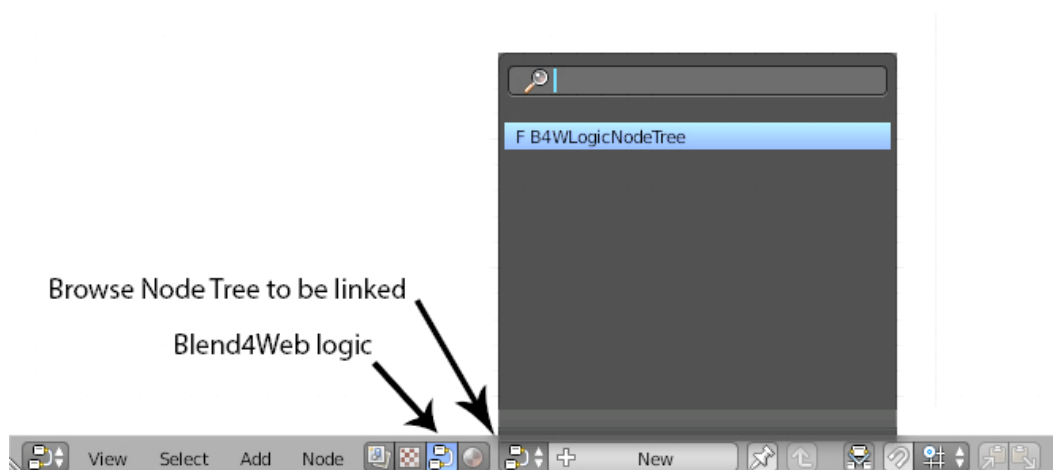 F B4WLogicNodeTree
Browse Node Tree to be linked
Blend4Web logic
View Select Add Node New